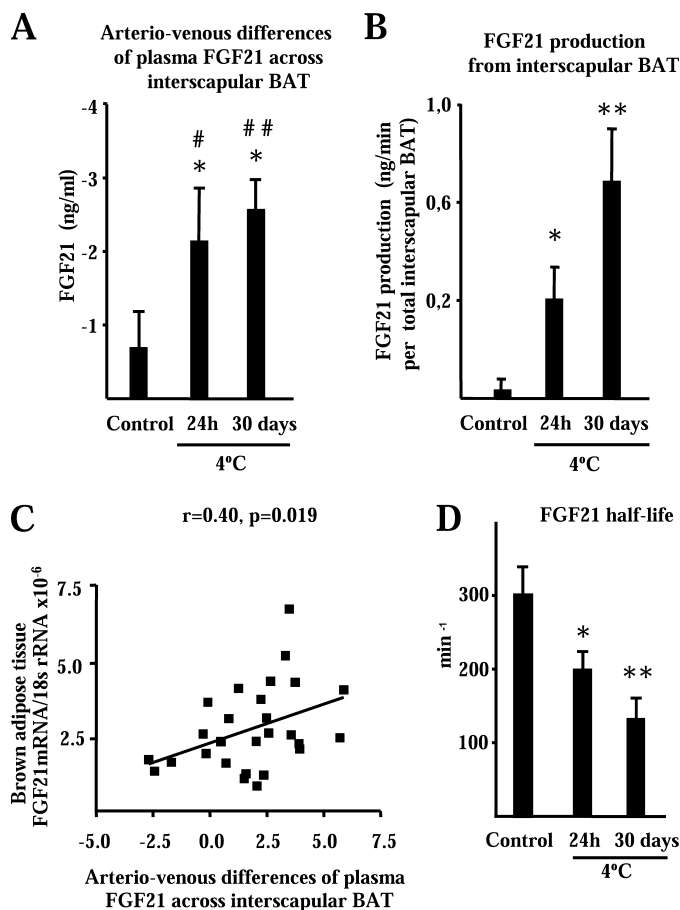 A
Arterio-venous differences
of plasma FGF21 across
interscapular BAT
FGF21 (ng/ml)
-4
-3
-2
-1
#
*
# #
*
Control
24h
30 days
4ºC
B
FGF21 production
from interscapular BAT
FGF21 production (ng/min
per total interscapular BAT)
1,0
0,6
0,2
*
**
Control
24h
30 days
4ºC
C
r=0.40, p=0.019
Brown adipose tissue
FGF21mRNA/18s rRNA x10-6
7.5
5.0
2.5
-5.0
-2.5
0.0
2.5
5.0
7.5
Arterio-venous differences of plasma
FGF21 across interscapular BAT
D
FGF21 half-life
min -1
300
200
100
*
**
Control
24h
30 days
4ºC